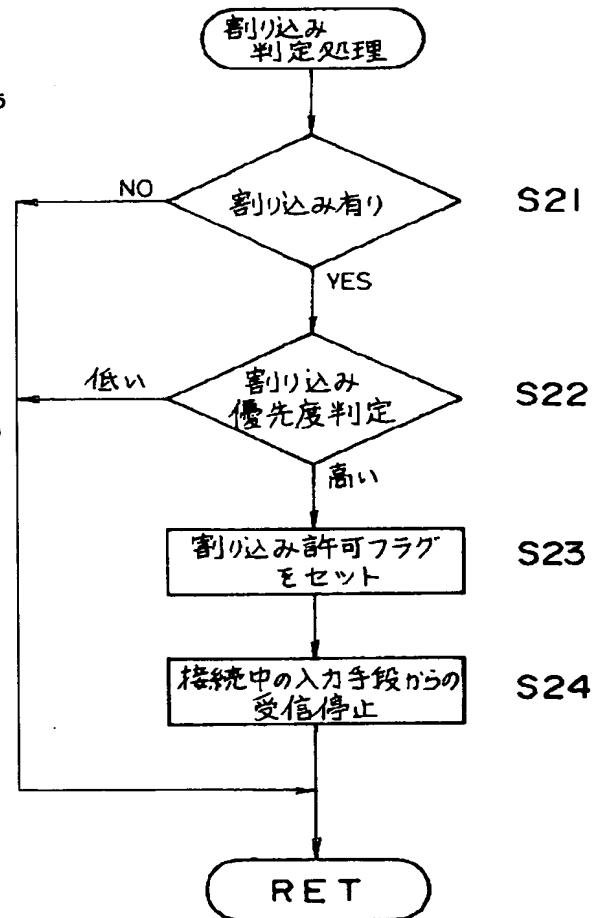 割り込み
判定処理
割り込み有り
NO
S21
YES
割り込み
優先度判定
低い
S22
高い
割り込み許可フラグ
をセット
S23
接続中の入力手段からの
受信停止
S24
RET